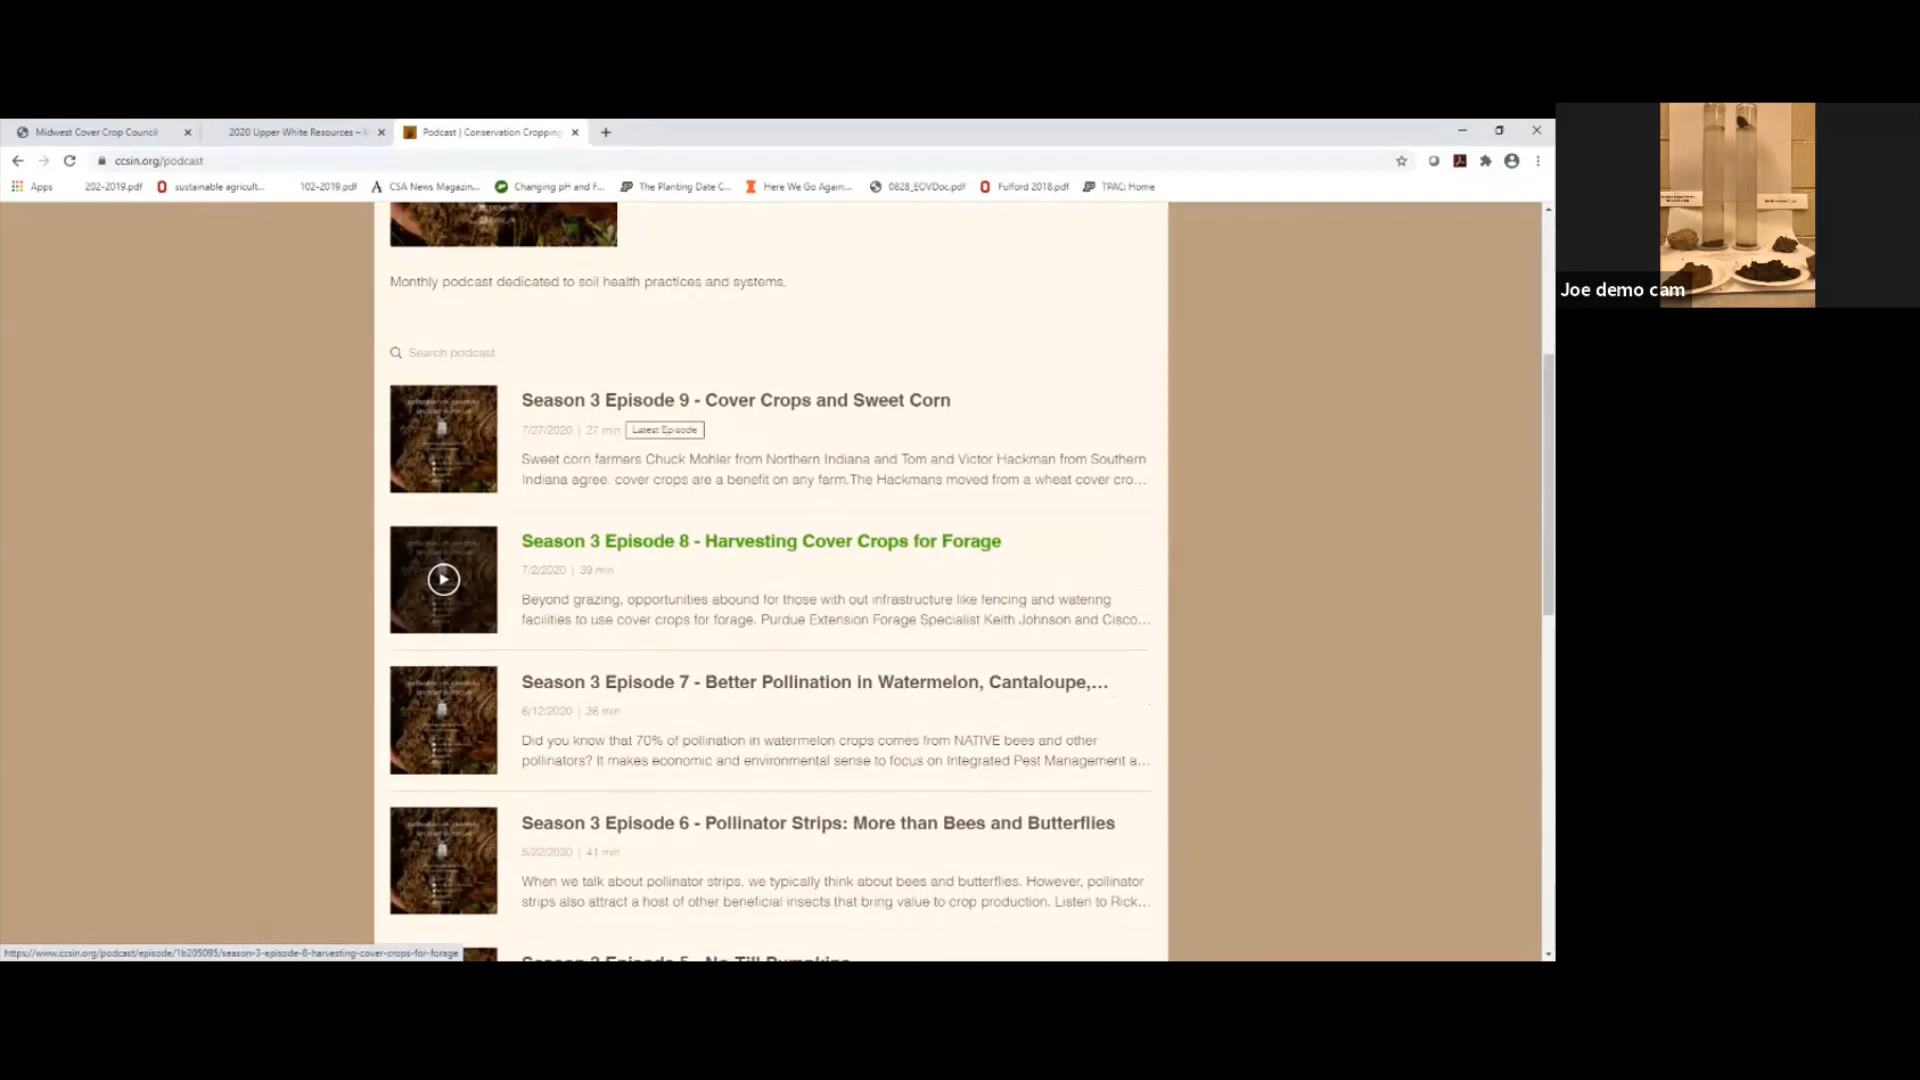 Midwest Cover Crop Council
2020 Upper White Resources –
Podcast | Conservation Cropping
ccsin.org/podcast
Apps
202-2019.pdf
sustainable agricult...
102-2019.pdf
CSA News Magazin...
Changing pH and F...
The Planting Date C...
Here We Go Again...
0828_EOVDoc.pdf
Fulford 2018.pdf
TPAC: Home
Joe demo cam
Monthly podcast dedicated to soil health practices and systems.
Search podcast
Season 3 Episode 9 - Cover Crops and Sweet Corn
7/27/2020 | 27 min Latest Episode
Sweet corn farmers Chuck Mohler from Northern Indiana and Tom and Victor Hackman from Southern
Indiana agree. cover crops are a benefit on any farm.The Hackmans moved from a wheat cover cro...
Season 3 Episode 8 - Harvesting Cover Crops for Forage
7/2/2020 | 39 min
Beyond grazing, opportunities abound for those with out infrastructure like fencing and watering
facilities to use cover crops for forage. Purdue Extension Forage Specialist Keith Johnson and Cisco...
Season 3 Episode 7 - Better Pollination in Watermelon, Cantaloupe,...
6/12/2020 | 36 min
Did you know that 70% of pollination in watermelon crops comes from NATIVE bees and other
pollinators? It makes economic and environmental sense to focus on Integrated Pest Management a...
Season 3 Episode 6 - Pollinator Strips: More than Bees and Butterflies
5/22/2020 | 41 min
When we talk about pollinator strips, we typically think about bees and butterflies. However, pollinator
strips also attract a host of other beneficial insects that bring value to crop production. Listen to Rick...
Season 3 Episode 5 - No Till Pumpkins
https://www.ccsin.org/podcast/episode/1b205095/season-3-episode-8-harvesting-cover-crops-for-forage